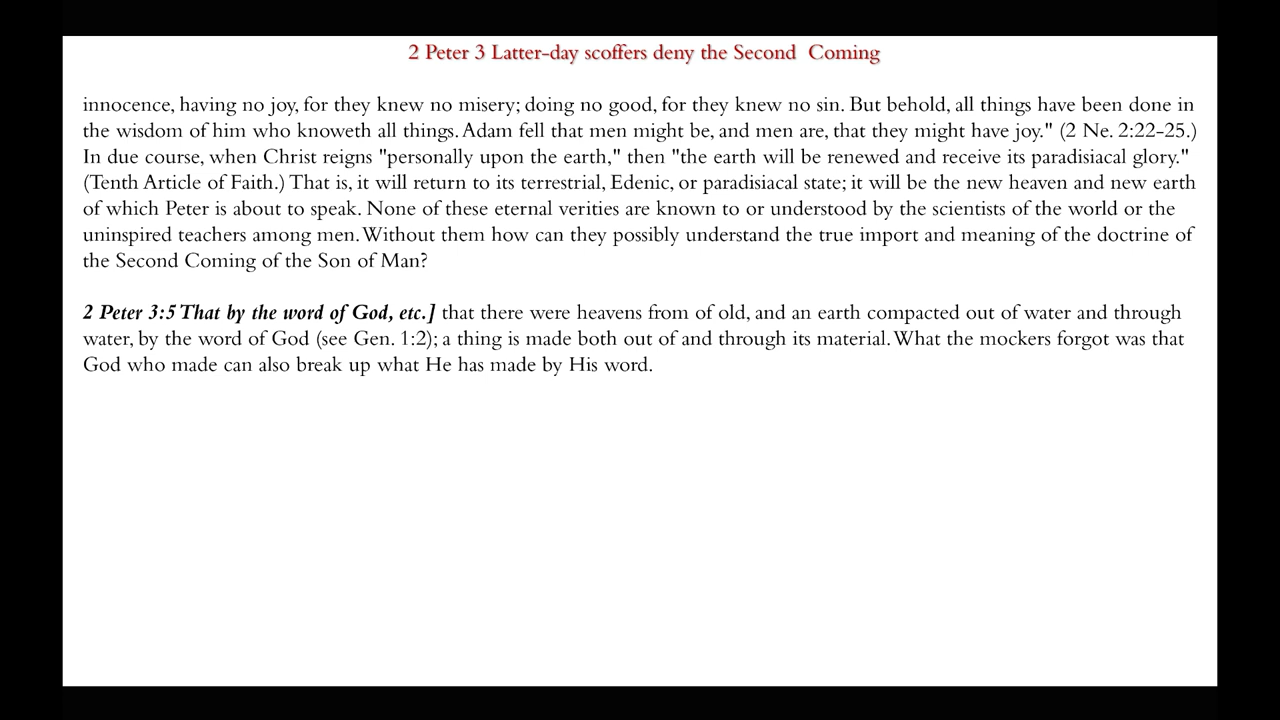 2 Peter 3 Latter-day scoffers deny the Second Coming
innocence, having no joy, for they knew no misery; doing no good, for they knew no sin. But behold, all things have been done in
the wisdom of him who knoweth all things. Adam fell that men might be, and men are, that they might have joy." (2 Ne. 2:22-25.)
In due course, when Christ reigns "personally upon the earth," then "the earth will be renewed and receive its paradisiacal glory."
(Tenth Article of Faith.) That is, it will return to its terrestrial, Edenic, or paradisiacal state; it will be the new heaven and new earth
of which Peter is about to speak. None of these eternal verities are known to or understood by the scientists of the world or the
uninspired teachers among men. Without them how can they possibly understand the true import and meaning of the doctrine of
the Second Coming of the Son of Man?
2 Peter 3:5 That by the word of God, etc.] that there were heavens from of old, and an earth compacted out of water and through
water, by the word of God (see Gen. 1:2); a thing is made both out of and through its material. What the mockers forgot was that
God who made can also break up what He has made by His word.